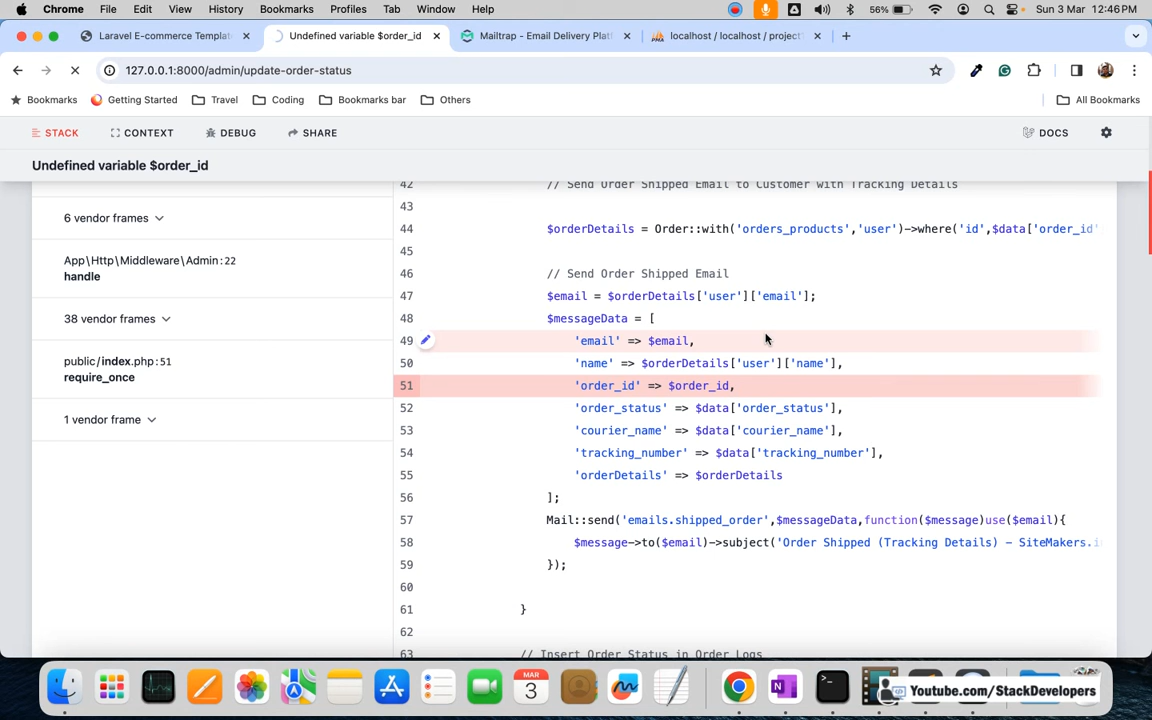 Chrome File Edit View History Bookmarks Profiles Tab Window Help 56% Sun 3 Mar 12:46PM
Laravel E-commerce Templat Undefined variable $order_id Mailtrap - Email Delivery Platf localhost / localhost / project1
127.0.0.1:8000/admin/update-order-status
Bookmarks Getting Started Travel Coding Bookmarks bar Others All Bookmarks
STACK CONTEXT DEBUG SHARE DOCS
Undefined variable $order_id
6 vendor frames
App\Http\Middleware\Admin:22
handle
38 vendor frames
public/index.php:51
require_once
1 vendor frame
42 // Send Order Shipped Email to Customer with Tracking Details
43
44 $orderDetails = Order::with('orders_products','user')->where('id',$data['order_id'
45
46 // Send Order Shipped Email
47 $email = $orderDetails['user']['email'];
48 $messageData = [
49 'email' => $email,
50 'name' => $orderDetails['user']['name'],
51 'order_id' => $order_id,
52 'order_status' => $data['order_status'],
53 'courier_name' => $data['courier_name'],
54 'tracking_number' => $data['tracking_number'],
55 'orderDetails' => $orderDetails
56 ];
57 Mail::send('emails.shipped_order',$messageData,function($message)use($email){
58 $message->to($email)->subject('Order Shipped (Tracking Details) - SiteMakers.i
59 });
60
61 }
62
63 // Insert Order Status in Order Logs
MAR
3
Youtube.com/StackDevelopers